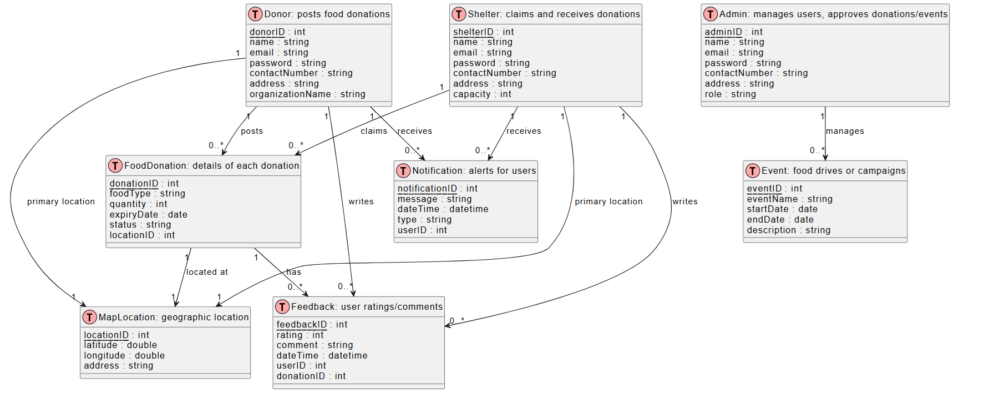 T Donor: posts food donations
donorID : int
name : string
email : string
password : string
contactNumber : string
address : string
organizationName : string
T Shelter: claims and receives donations
shelterID : int
name : string
email : string
password : string
contactNumber : string
address : string
capacity : int
T Admin: manages users, approves donations/events
adminID : int
name : string
email : string
password : string
contactNumber : string
address : string
role : string
1
1
1
1
1
1
1
1
1
posts
claims
receives
receives
manages
0..*
0..*
0..*
0..*
0..*
T FoodDonation: details of each donation
donationID : int
foodType : string
quantity : int
expiryDate : date
status : string
locationID : int
T Notification: alerts for users
notificationID : int
message : string
dateTime : datetime
type : string
userID : int
T Event: food drives or campaigns
eventID : int
eventName : string
startDate : date
endDate : date
description : string
primary location
writes
primary location
writes
1
1
located at
has
1
1
1
0..*
0..*
0..*
T MapLocation: geographic location
locationID : int
latitude : double
longitude : double
address : string
T Feedback: user ratings/comments
feedbackID : int
rating : int
comment : string
dateTime : datetime
userID : int
donationID : int